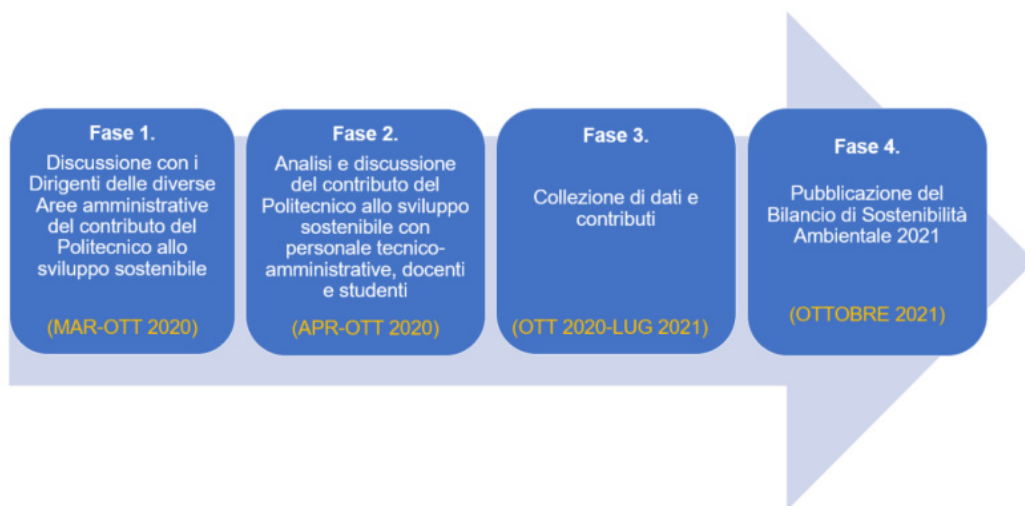 Fase 1.
Discussione con i
Dirigenti delle diverse
Aree amministrative
del contributo del
Politecnico allo
sviluppo sostenibile
(MAR-OTT 2020)
Fase 2.
Analisi e discussione
del contributo del
Politecnico allo sviluppo
sostenibile con
personale tecnico-
amministrative, docenti
e studenti
(APR-OTT 2020)
Fase 3.
Collezione di dati e
contributi
(OTT 2020-LUG 2021)
Fase 4.
Pubblicazione del
Bilancio di Sostenibilità
Ambientale 2021
(OTTOBRE 2021)